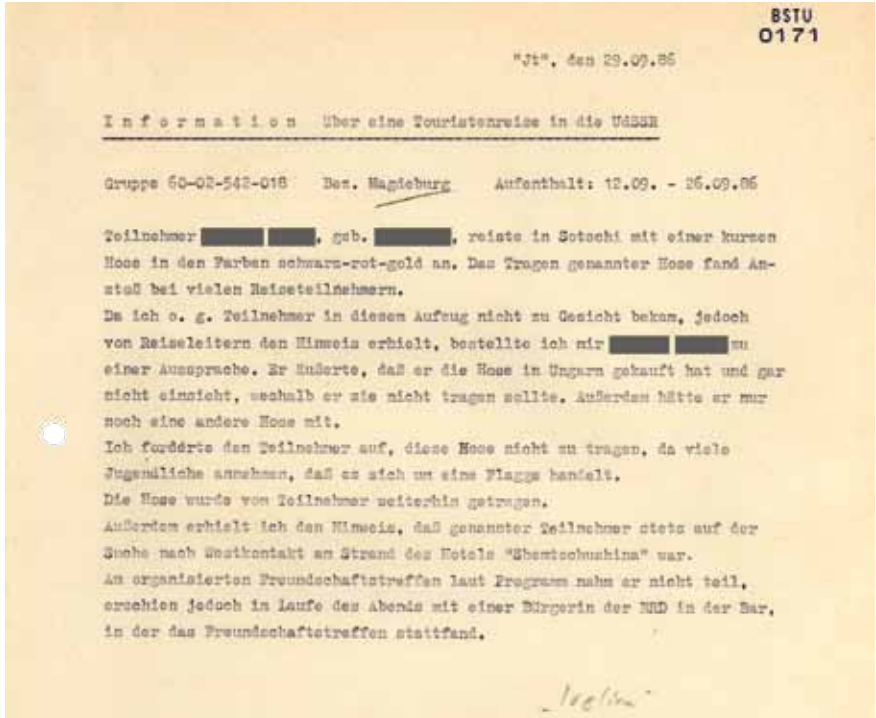 BSTU
0171
"Jt", den 29.09.86
Information über eine Touristenreise in die UdSSR
Gruppe 60-02-542-018 Bez. Magdeburg Aufenthalt: 12.09. - 26.09.86
Teilnehmer , geb. , reiste in Sotschi mit einer kurzen
Hose in den Farben schwarz-rot-gold an. Das Tragen genannter Hose fand An-
stoß bei vielen Reiseteilnehmern.
Da ich o. g. Teilnehmer in diesem Aufzug nicht zu Gesicht bekam, jedoch
von Reiseleitern den Hinweis erhielt, bestellte ich mir zu
einer Aussprache. Er äußerte, daß er die Hose in Ungarn gekauft hat und gar
nicht einsieht, weshalb er sie nicht tragen sollte. Außerdem hätte er nur
noch eine andere Hose mit.
Ich forderte den Teilnehmer auf, diese Hose nicht zu tragen, da viele
Jugendliche annehmen, daß es sich um eine Flagge handelt.
Die Hose wurde vom Teilnehmer weiterhin getragen.
Außerdem erhielt ich den Hinweis, daß genannter Teilnehmer stets auf der
Suche nach Westkontakt am Strand des Hotels "Shemtschushina" war.
Am organisierten Freundschaftstreffen laut Programm nahm er nicht teil,
erschien jedoch im Laufe des Abends mit einer Bürgerin der BRD in der Bar,
in der das Freundschaftstreffen stattfand.